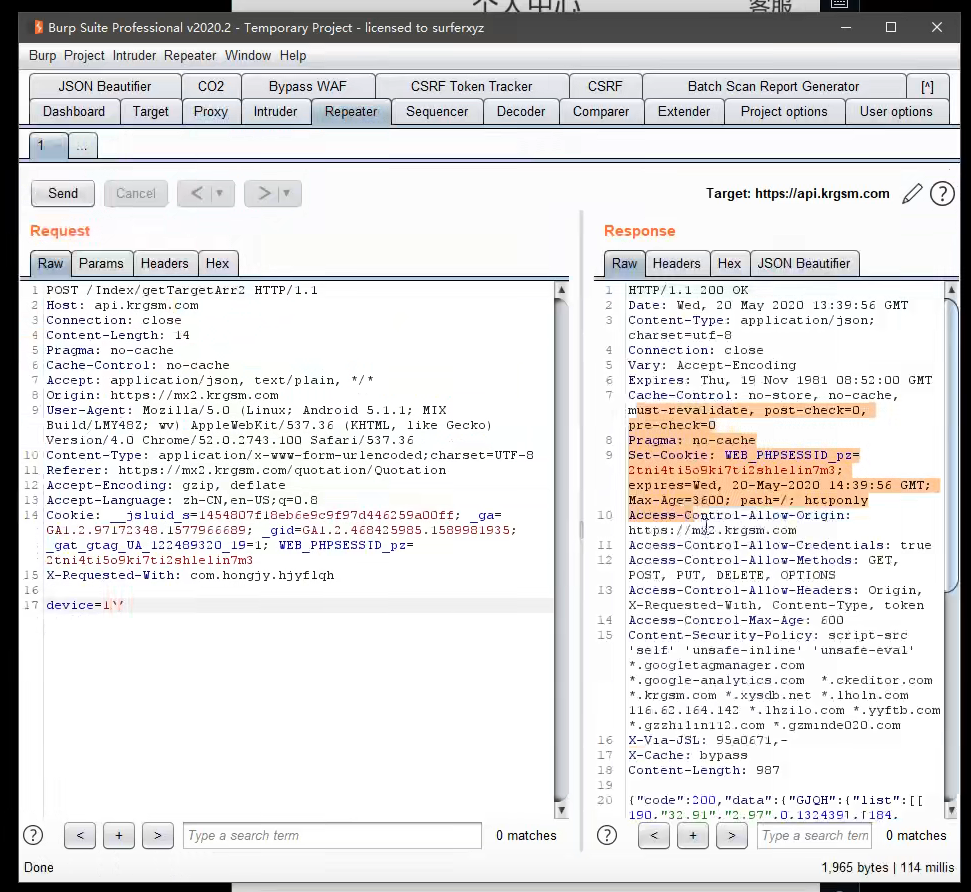 个人中心
客服
Burp Suite Professional v2020.2 - Temporary Project - licensed to surferxyz
Burp Project Intruder Repeater Window Help
JSON Beautifier CO2 Bypass WAF CSRF Token Tracker CSRF Batch Scan Report Generator [^]
Dashboard Target Proxy Intruder Repeater Sequencer Decoder Comparer Extender Project options User options
1 ...
Send Cancel < > Target: https://api.krgsm.com ?
Request
Raw Params Headers Hex
1 POST /Index/getTargetArr2 HTTP/1.1
2 Host: api.krgsm.com
3 Connection: close
4 Content-Length: 14
5 Pragma: no-cache
6 Cache-Control: no-cache
7 Accept: application/json, text/plain, */*
8 Origin: https://mx2.krgsm.com
9 User-Agent: Mozilla/5.0 (Linux; Android 5.1.1; MIX
Build/LMY48Z; wv) AppleWebKit/537.36 (KHTML, like Gecko)
Version/4.0 Chrome/52.0.2743.100 Safari/537.36
10 Content-Type: application/x-www-form-urlencoded;charset=UTF-8
11 Referer: https://mx2.krgsm.com/quotation/Quotation
12 Accept-Encoding: gzip, deflate
13 Accept-Language: zh-CN,en-US;q=0.8
14 Cookie: __jsluid_s=1454807f18eb6e9c9f97d446259a00ff; _ga=
GA1.2.97172348.1577966689; _gid=GA1.2.468425985.1589981935;
_gat_gtag_UA_122489320_19=1; WEB_PHPSESSID_pz=
2tni4ti5o9ki7ti2shlelin7m3
15 X-Requested-With: com.hongjy.hjyflqh
16
17 device=1
Response
Raw Headers Hex JSON Beautifier
1 HTTP/1.1 200 OK
2 Date: Wed, 20 May 2020 13:39:56 GMT
3 Content-Type: application/json;
charset=utf-8
4 Connection: close
5 Vary: Accept-Encoding
6 Expires: Thu, 19 Nov 1981 08:52:00 GMT
7 Cache-Control: no-store, no-cache,
must-revalidate, post-check=0,
pre-check=0
8 Pragma: no-cache
9 Set-Cookie: WEB_PHPSESSID_pz=
2tni4ti5o9ki7ti2shlelin7m3;
expires=Wed, 20-May-2020 14:39:56 GMT;
Max-Age=3600; path=/; httponly
10 Access-Control-Allow-Origin:
https://mx2.krgsm.com
11 Access-Control-Allow-Credentials: true
12 Access-Control-Allow-Methods: GET,
POST, PUT, DELETE, OPTIONS
13 Access-Control-Allow-Headers: Origin,
X-Requested-With, Content-Type, token
14 Access-Control-Max-Age: 600
15 Content-Security-Policy: script-src
'self' 'unsafe-inline' 'unsafe-eval'
*.googletagmanager.com
*.google-analytics.com *.ckeditor.com
*.krgsm.com *.xysdb.net *.lholn.com
116.62.164.142 *.lhzilo.com *.yyftb.com
*.gzzhilin112.com *.gzminde020.com
16 X-Via-JSL: 95a0671,-
17 X-Cache: bypass
18 Content-Length: 987
19
20 {"code":200,"data":{"GJQH":{"list":[[
190,"32.91","2.97",0.132439],[184,
? < + > Type a search term 0 matches
? < + > Type a search term 0 matches
Done 1,965 bytes | 114 millis